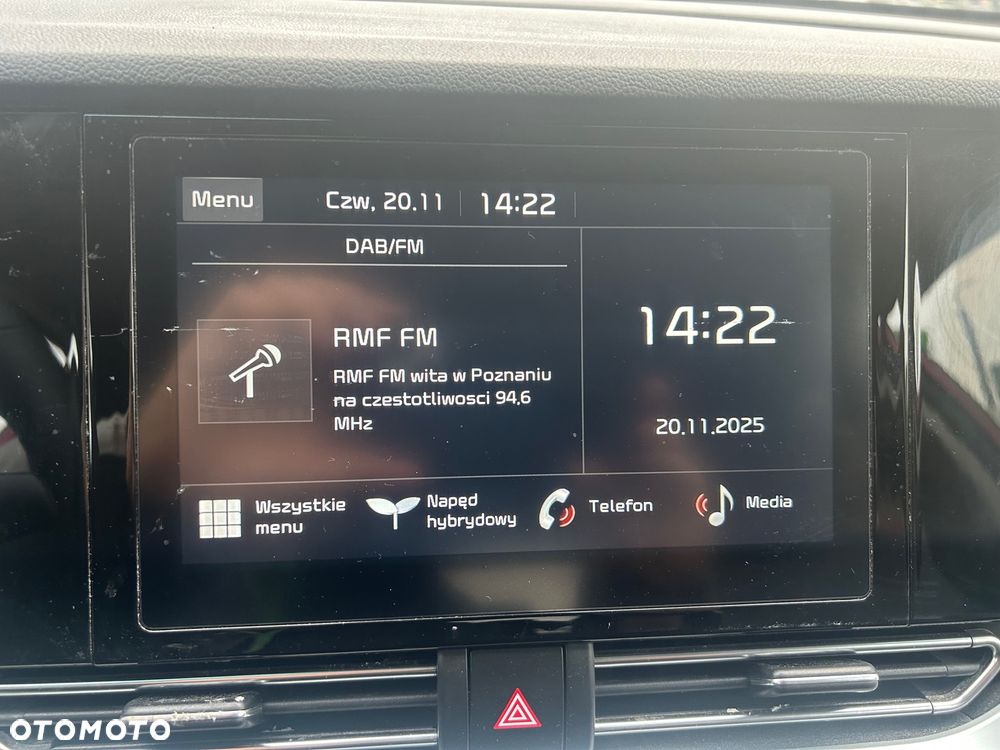 Menu
Czw, 20.11
14:22
DAB/FM
RMF FM
RMF FM wita w Poznaniu
na czestotliwosci 94,6
MHz
14:22
20.11.2025
Wszystkie
menu
Napęd
hybrydowy
Telefon
Media
OTOMOTO